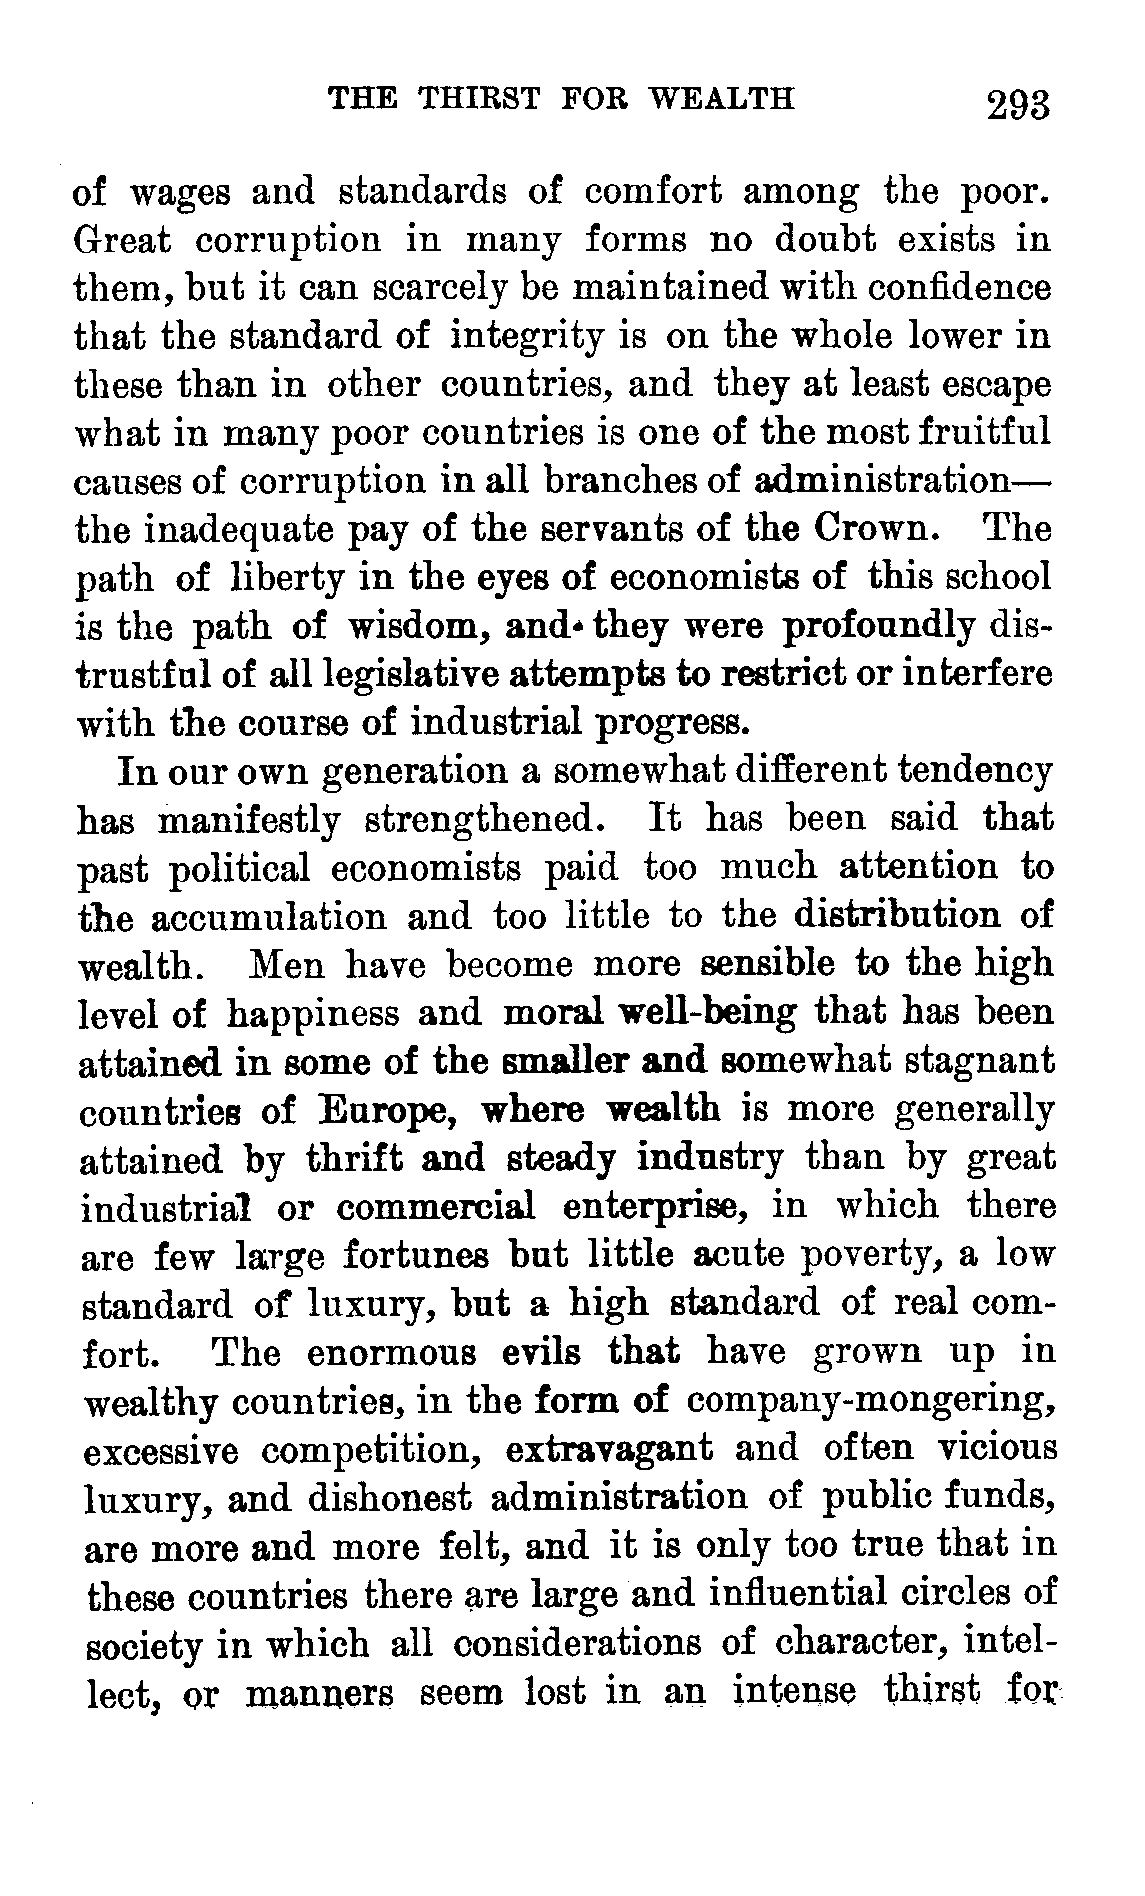 THE THIRST FOR WEALTH 293
of wages and standards of comfort among the poor.
Great corruption in many forms no doubt exists in
them, but it can scarcely be maintained with confidence
that the standard of integrity is on the whole lower in
these than in other countries, and they at least escape
what in many poor countries is one of the most fruitful
causes of corruption in all branches of administration—
the inadequate pay of the servants of the Crown. The
path of liberty in the eyes of economists of this school
is the path of wisdom, and they were profoundly dis-
trustful of all legislative attempts to restrict or interfere
with the course of industrial progress.
In our own generation a somewhat different tendency
has manifestly strengthened. It has been said that
past political economists paid too much attention to
the accumulation and too little to the distribution of
wealth. Men have become more sensible to the high
level of happiness and moral well-being that has been
attained in some of the smaller and somewhat stagnant
countries of Europe, where wealth is more generally
attained by thrift and steady industry than by great
industrial or commercial enterprise, in which there
are few large fortunes but little acute poverty, a low
standard of luxury, but a high standard of real com-
fort. The enormous evils that have grown up in
wealthy countries, in the form of company-mongering,
excessive competition, extravagant and often vicious
luxury, and dishonest administration of public funds,
are more and more felt, and it is only too true that in
these countries there are large and influential circles of
society in which all considerations of character, intel-
lect, or manners seem lost in an intense thirst for